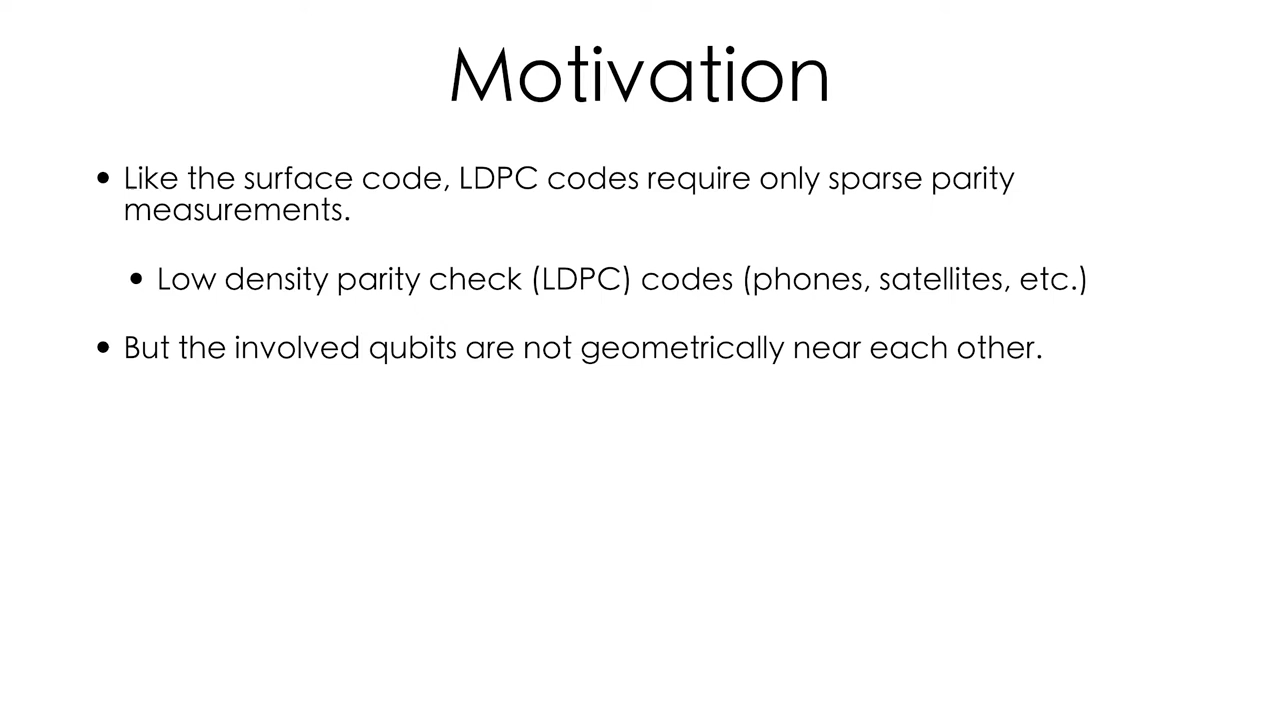 Motivation
• Like the surface code, LDPC codes require only sparse parity
measurements.
• Low density parity check (LDPC) codes (phones, satellites, etc.)
• But the involved qubits are not geometrically near each other.